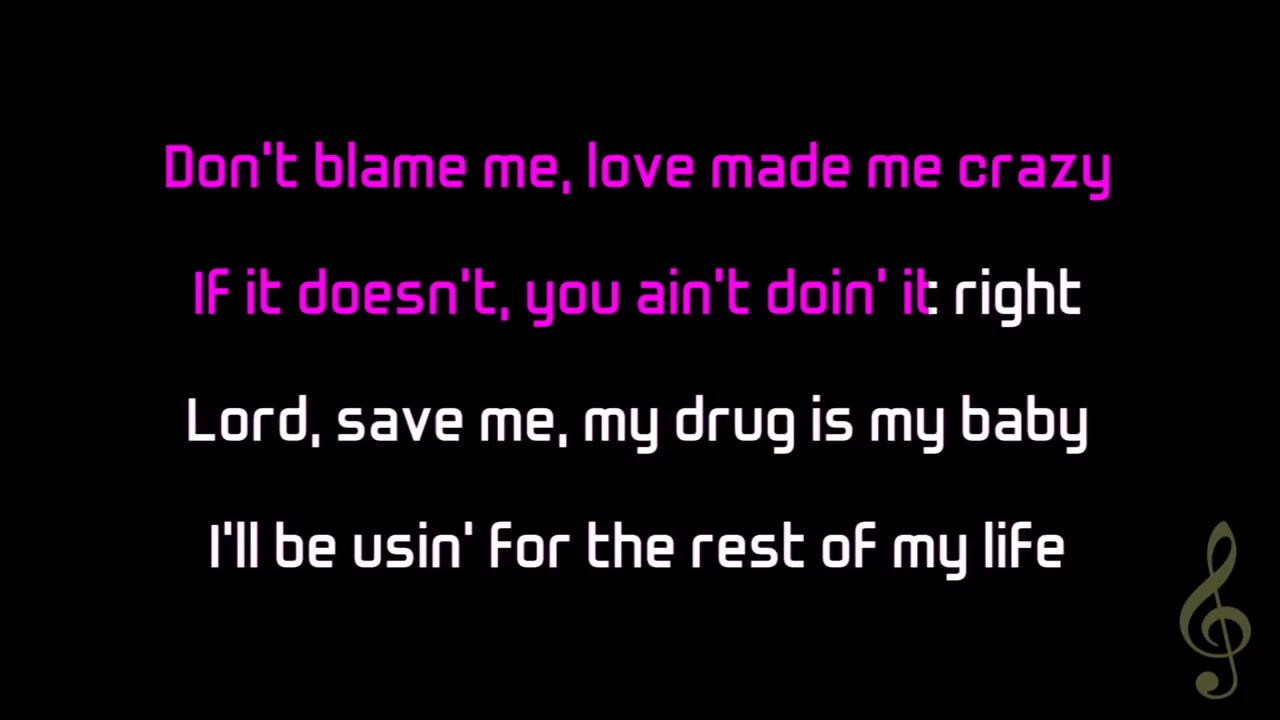 Don't blame me, love made me crazy
If it doesn't, you ain't doin' it right
Lord, save me, my drug is my baby
I'll be usin' for the rest of my life